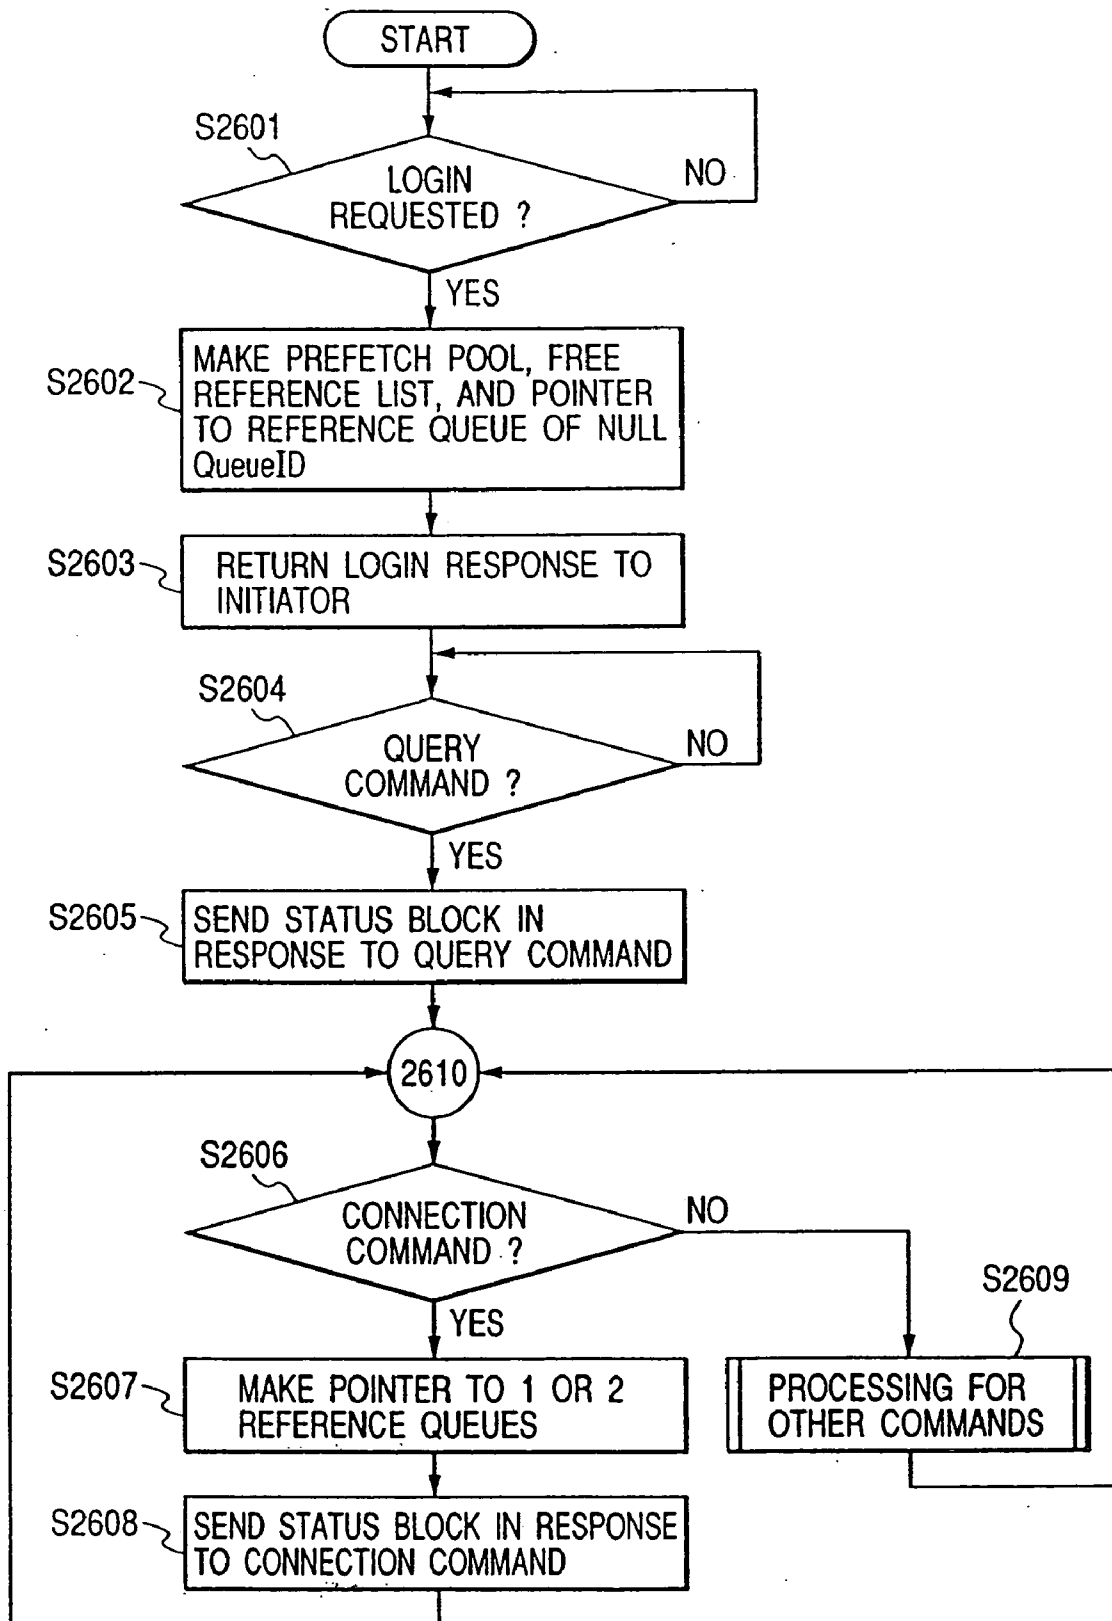 START
S2601
LOGIN
REQUESTED ?
NO
YES
S2602
MAKE PREFETCH POOL, FREE
REFERENCE LIST, AND POINTER
TO REFERENCE QUEUE OF NULL
QueueID
S2603
RETURN LOGIN RESPONSE TO
INITIATOR
S2604
QUERY
COMMAND ?
NO
YES
S2605
SEND STATUS BLOCK IN
RESPONSE TO QUERY COMMAND
2610
S2606
CONNECTION
COMMAND ?
NO
YES
S2609
S2607
MAKE POINTER TO 1 OR 2
REFERENCE QUEUES
PROCESSING FOR
OTHER COMMANDS
S2608
SEND STATUS BLOCK IN RESPONSE
TO CONNECTION COMMAND